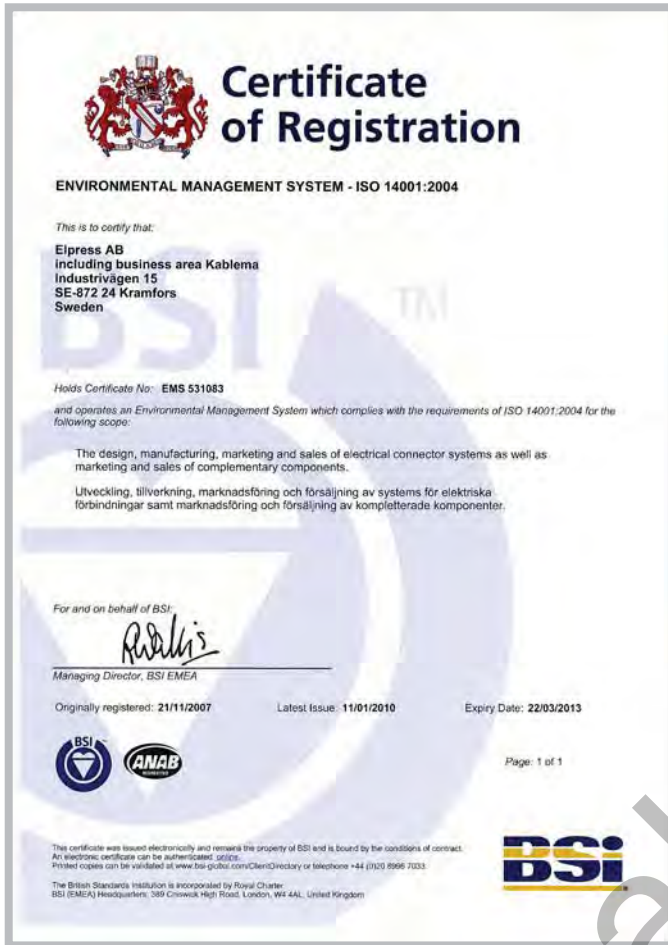 Certificate
of Registration
ENVIRONMENTAL MANAGEMENT SYSTEM - ISO 14001:2004
This is to certify that:
Elpress AB
including business area Kablema
Industrivägen 15
SE-872 24 Kramfors
Sweden
BSI
TM
Holds Certificate No: EMS 531083
and operates an Environmental Management System which complies with the requirements of ISO 14001:2004 for the
following scope:
The design, manufacturing, marketing and sales of electrical connector systems as well as
marketing and sales of complementary components.
Utveckling, tillverkning, marknadsföring och försäljning av systems för elektriska
förbindningar samt marknadsföring och försäljning av kompletterade komponenter.
For and on behalf of BSI:
Managing Director, BSI EMEA
Originally registered: 21/11/2007 Latest Issue: 11/01/2010 Expiry Date: 22/03/2013
BSI
ANAB
Page: 1 of 1
This certificate was issued electronically and remains the property of BSI and is bound by the conditions of contract.
An electronic certificate can be authenticated online.
Printed copies can be validated at www.bsi-global.com/ClientDirectory or telephone +44 (0)20 8996 7033.
The British Standards Institution is incorporated by Royal Charter
BSI (EMEA) Headquarters: 389 Chiswick High Road, London, W4 4AL, United Kingdom
BSi